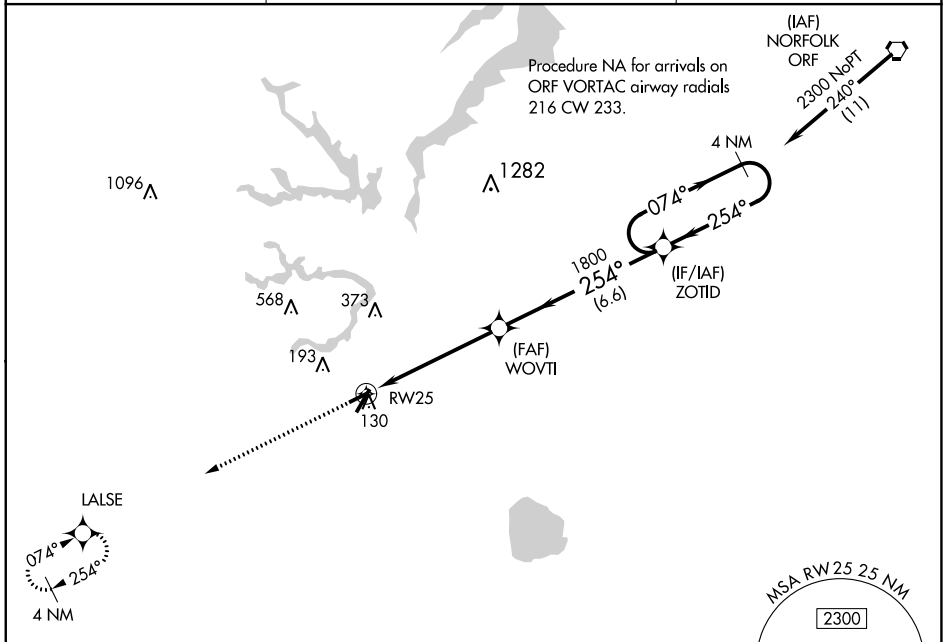 (IAF)
NORFOLK
ORF
Procedure NA for arrivals on
ORF VORTAC airway radials
216 CW 233.
2300 NoPT
240°
(11)
4 NM
1096
1282
074°
254°
(IF/IAF)
ZOTID
1800
254°
(6.6)
568
373
193
(FAF)
WOVTI
RW25
130
LALSE
074°
254°
4 NM
MSA RW25 25 NM
2300